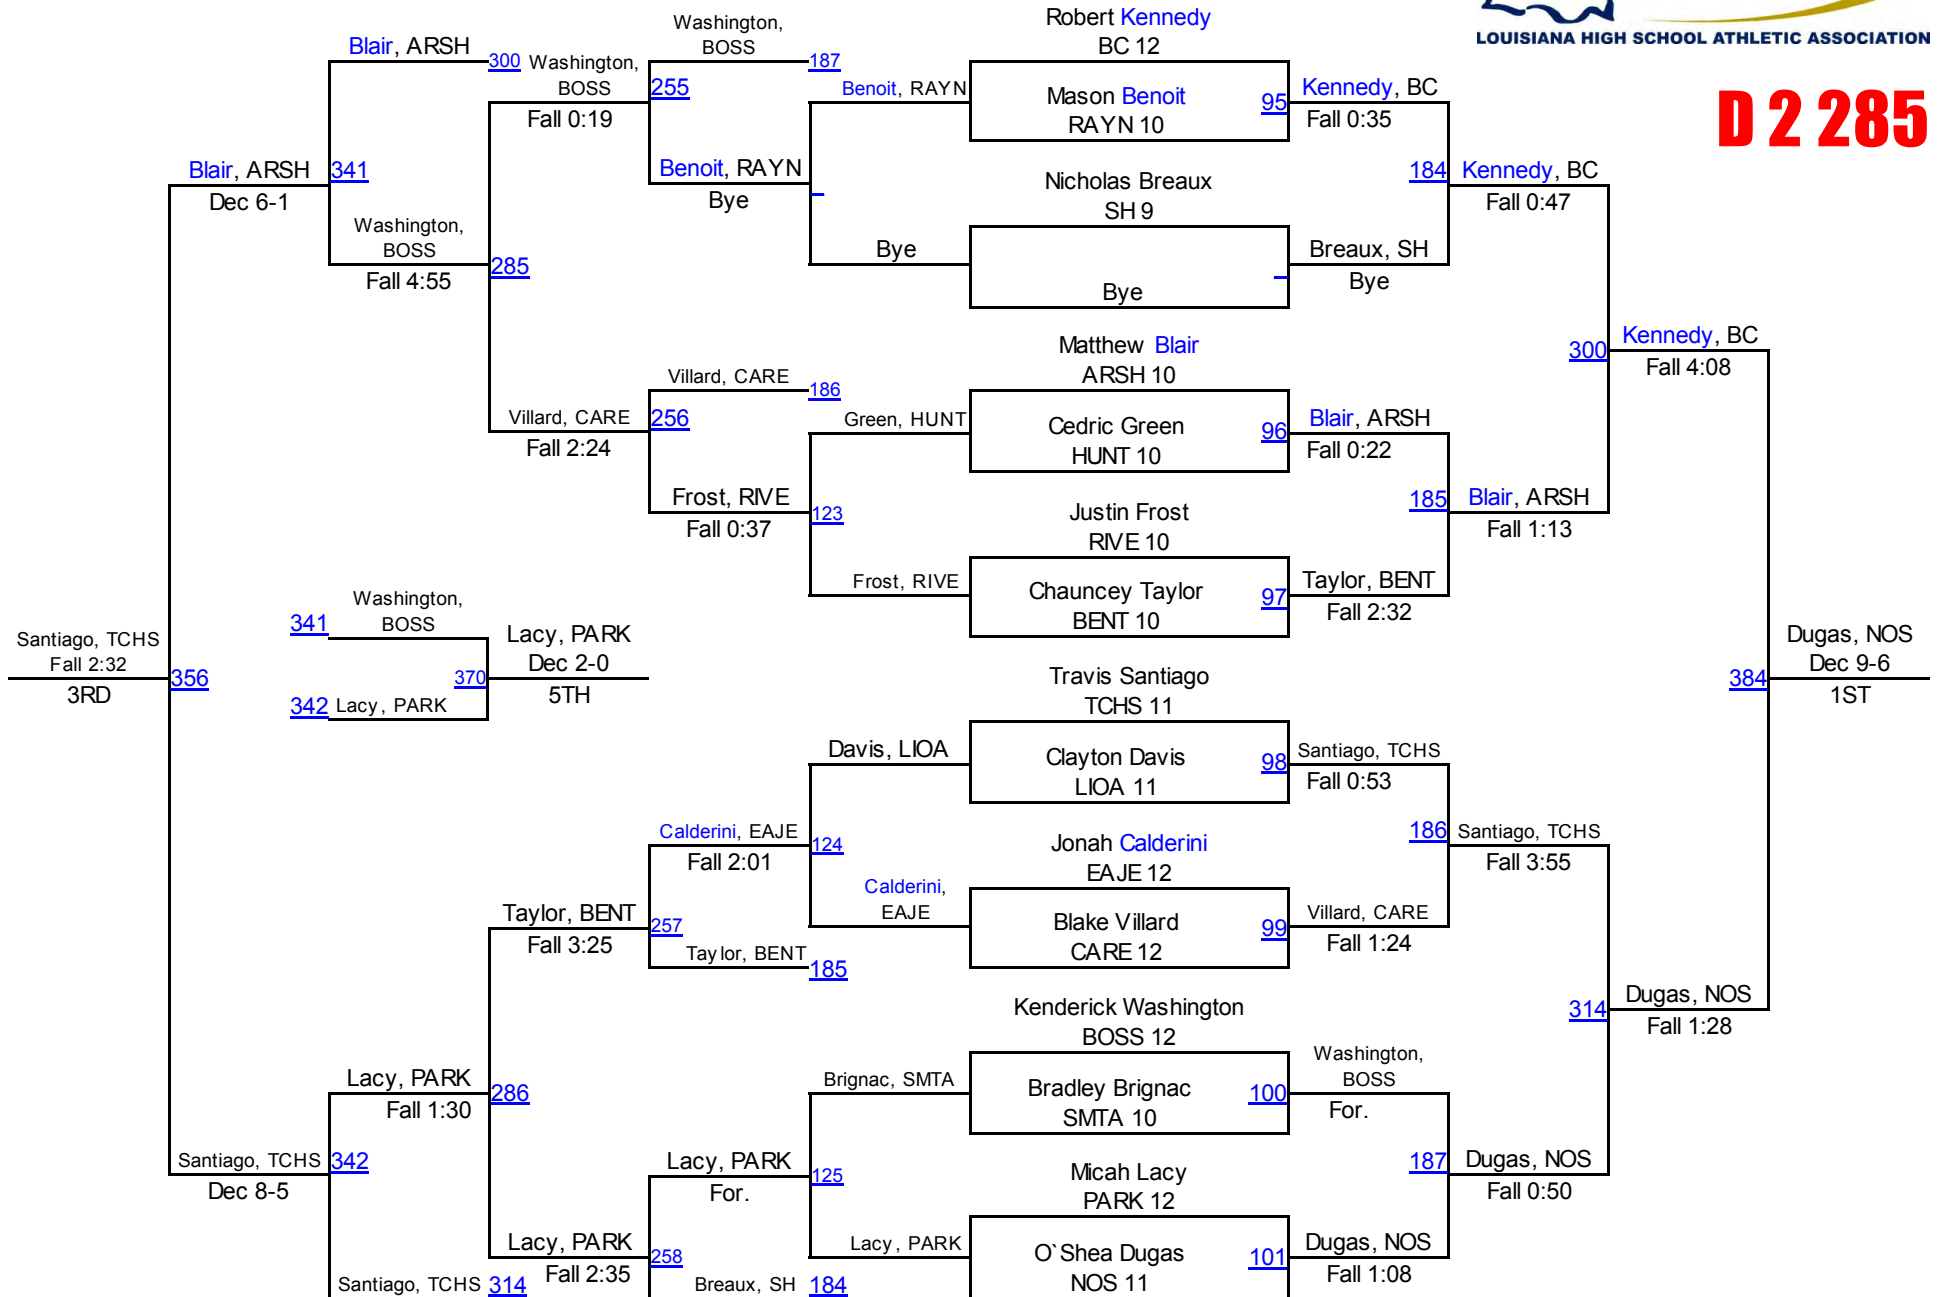 LOUISIANA HIGH SCHOOL ATHLETIC ASSOCIATION
D 2 285
Robert Kennedy
BC 12
Mason Benoit
RAYN 10
95
Nicholas Breaux
SH 9
Bye
Matthew Blair
ARSH 10
Cedric Green
HUNT 10
96
Justin Frost
RIVE 10
Chauncey Taylor
BENT 10
97
Travis Santiago
TCHS 11
Clayton Davis
LIOA 11
98
Jonah Calderini
EAJE 12
Blake Villard
CARE 12
99
Kenderick Washington
BOSS 12
Bradley Brignac
SMTA 10
100
Micah Lacy
PARK 12
O`Shea Dugas
NOS 11
101
Kennedy, BC
Fall 0:35
Breaux, SH
Bye
184
Blair, ARSH
Fall 0:22
Taylor, BENT
Fall 2:32
185
Santiago, TCHS
Fall 0:53
Villard, CARE
Fall 1:24
186
Washington,
BOSS
For.
Dugas, NOS
Fall 1:08
187
Kennedy, BC
Fall 0:47
Blair, ARSH
Fall 1:13
300
Santiago, TCHS
Fall 3:55
Dugas, NOS
Fall 0:50
314
Kennedy, BC
Fall 4:08
Dugas, NOS
Fall 1:28
384
Dugas, NOS
Dec 9-6
1ST
Benoit, RAYN
Bye
Green, HUNT
Frost, RIVE
123
Davis, LIOA
Calderini,
EAJE
124
Brignac, SMTA
Lacy, PARK
125
Washington,
BOSS
187
Benoit, RAYN
Bye
255
Villard, CARE
186
Frost, RIVE
Fall 0:37
256
Calderini, EAJE
Fall 2:01
Taylor, BENT
185
257
Lacy, PARK
For.
Breaux, SH
184
258
Washington,
BOSS
Fall 0:19
Villard, CARE
Fall 2:24
285
Taylor, BENT
Fall 3:25
Lacy, PARK
Fall 2:35
286
Blair, ARSH
300
Washington,
BOSS
Fall 4:55
341
Lacy, PARK
Fall 1:30
Santiago, TCHS
314
342
Blair, ARSH
Dec 6-1
Santiago, TCHS
Dec 8-5
356
Santiago, TCHS
Fall 2:32
3RD
341
Washington,
BOSS
342
Lacy, PARK
370
Lacy, PARK
Dec 2-0
5TH